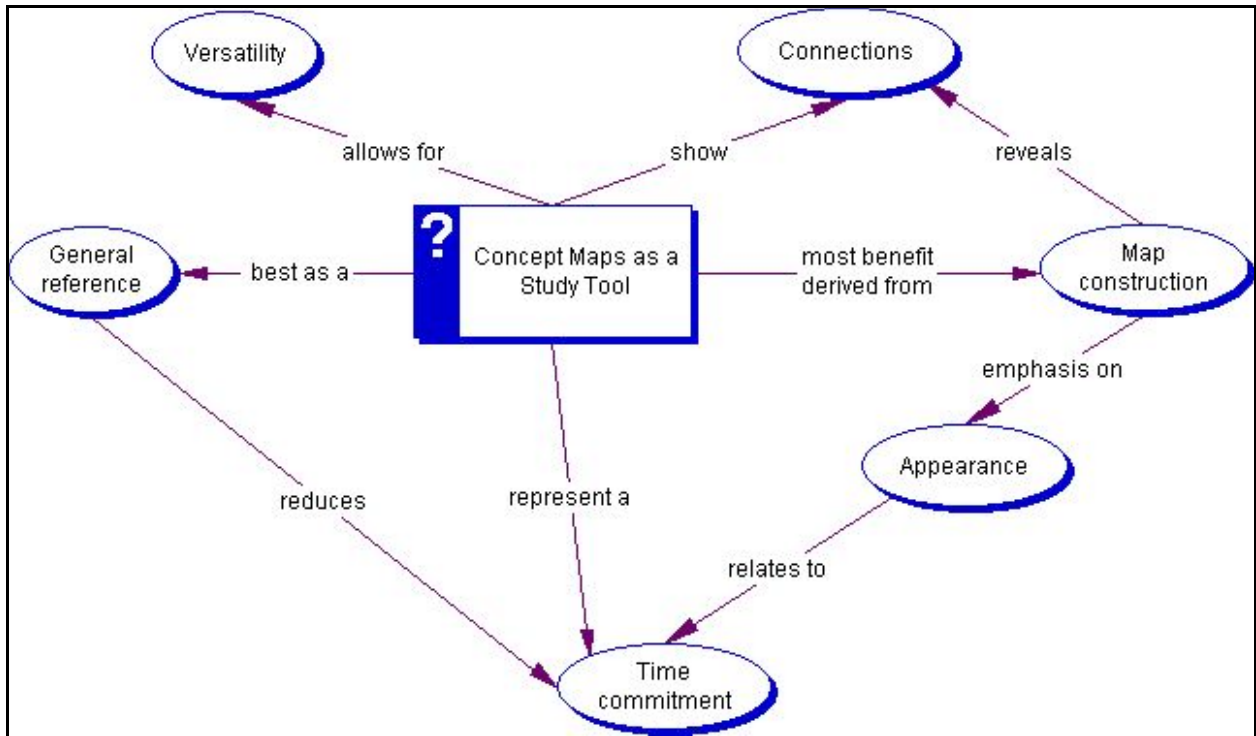 Versatility
Connections
allows for
show
reveals
?
General
reference
best as a
Concept Maps as a
Study Tool
most benefit
derived from
Map
construction
emphasis on
Appearance
reduces
represent a
relates to
Time
commitment